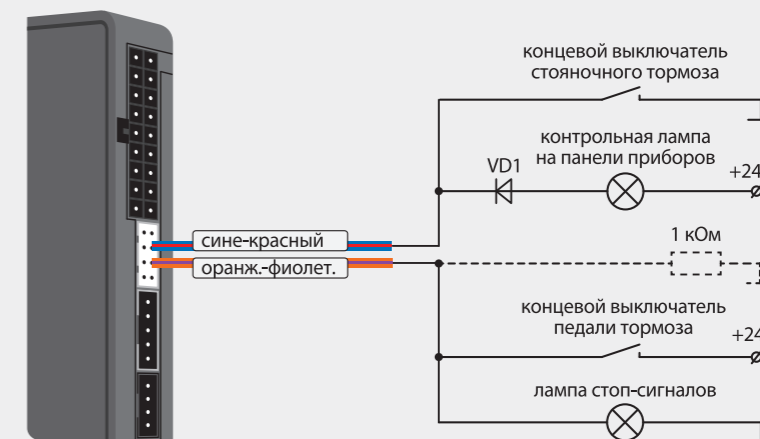 концевой выключатель
стояночного тормоза
контрольная лампа
на панели приборов
VD1
+24
сине-красный
1 кОм
оранж.-фиолет.
концевой выключатель
педали тормоза
+24
лампа стоп-сигналов